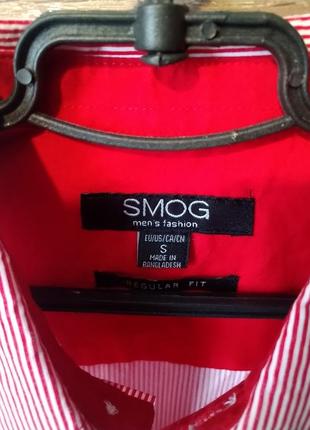 SMOG
men's fashion
EU/US/CA/CN
S
MADE IN
BANGLADESH
REGULAR FIT